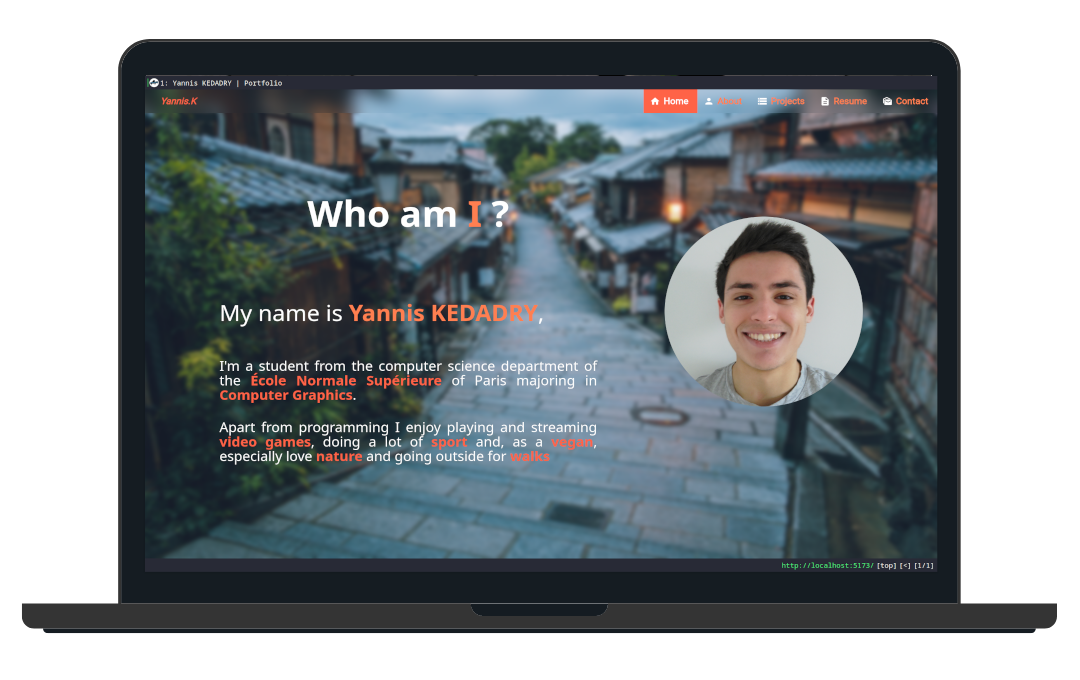 1: Yannis KEDADRY | Portfolio
Yannis.K
Home About Projects Resume Contact
Who am I ?
My name is Yannis KEDADRY,
I'm a student from the computer science department of
the École Normale Supérieure of Paris majoring in
Computer Graphics.
Apart from programming I enjoy playing and streaming
video games, doing a lot of sport and, as a vegan,
especially love nature and going outside for walks
http://localhost:5173/ [top] [<] [1/1]